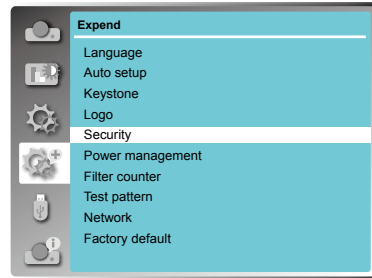 Expend
Language
Auto setup
Keystone
Logo
Security
Power management
Filter counter
Test pattern
Network
Factory default